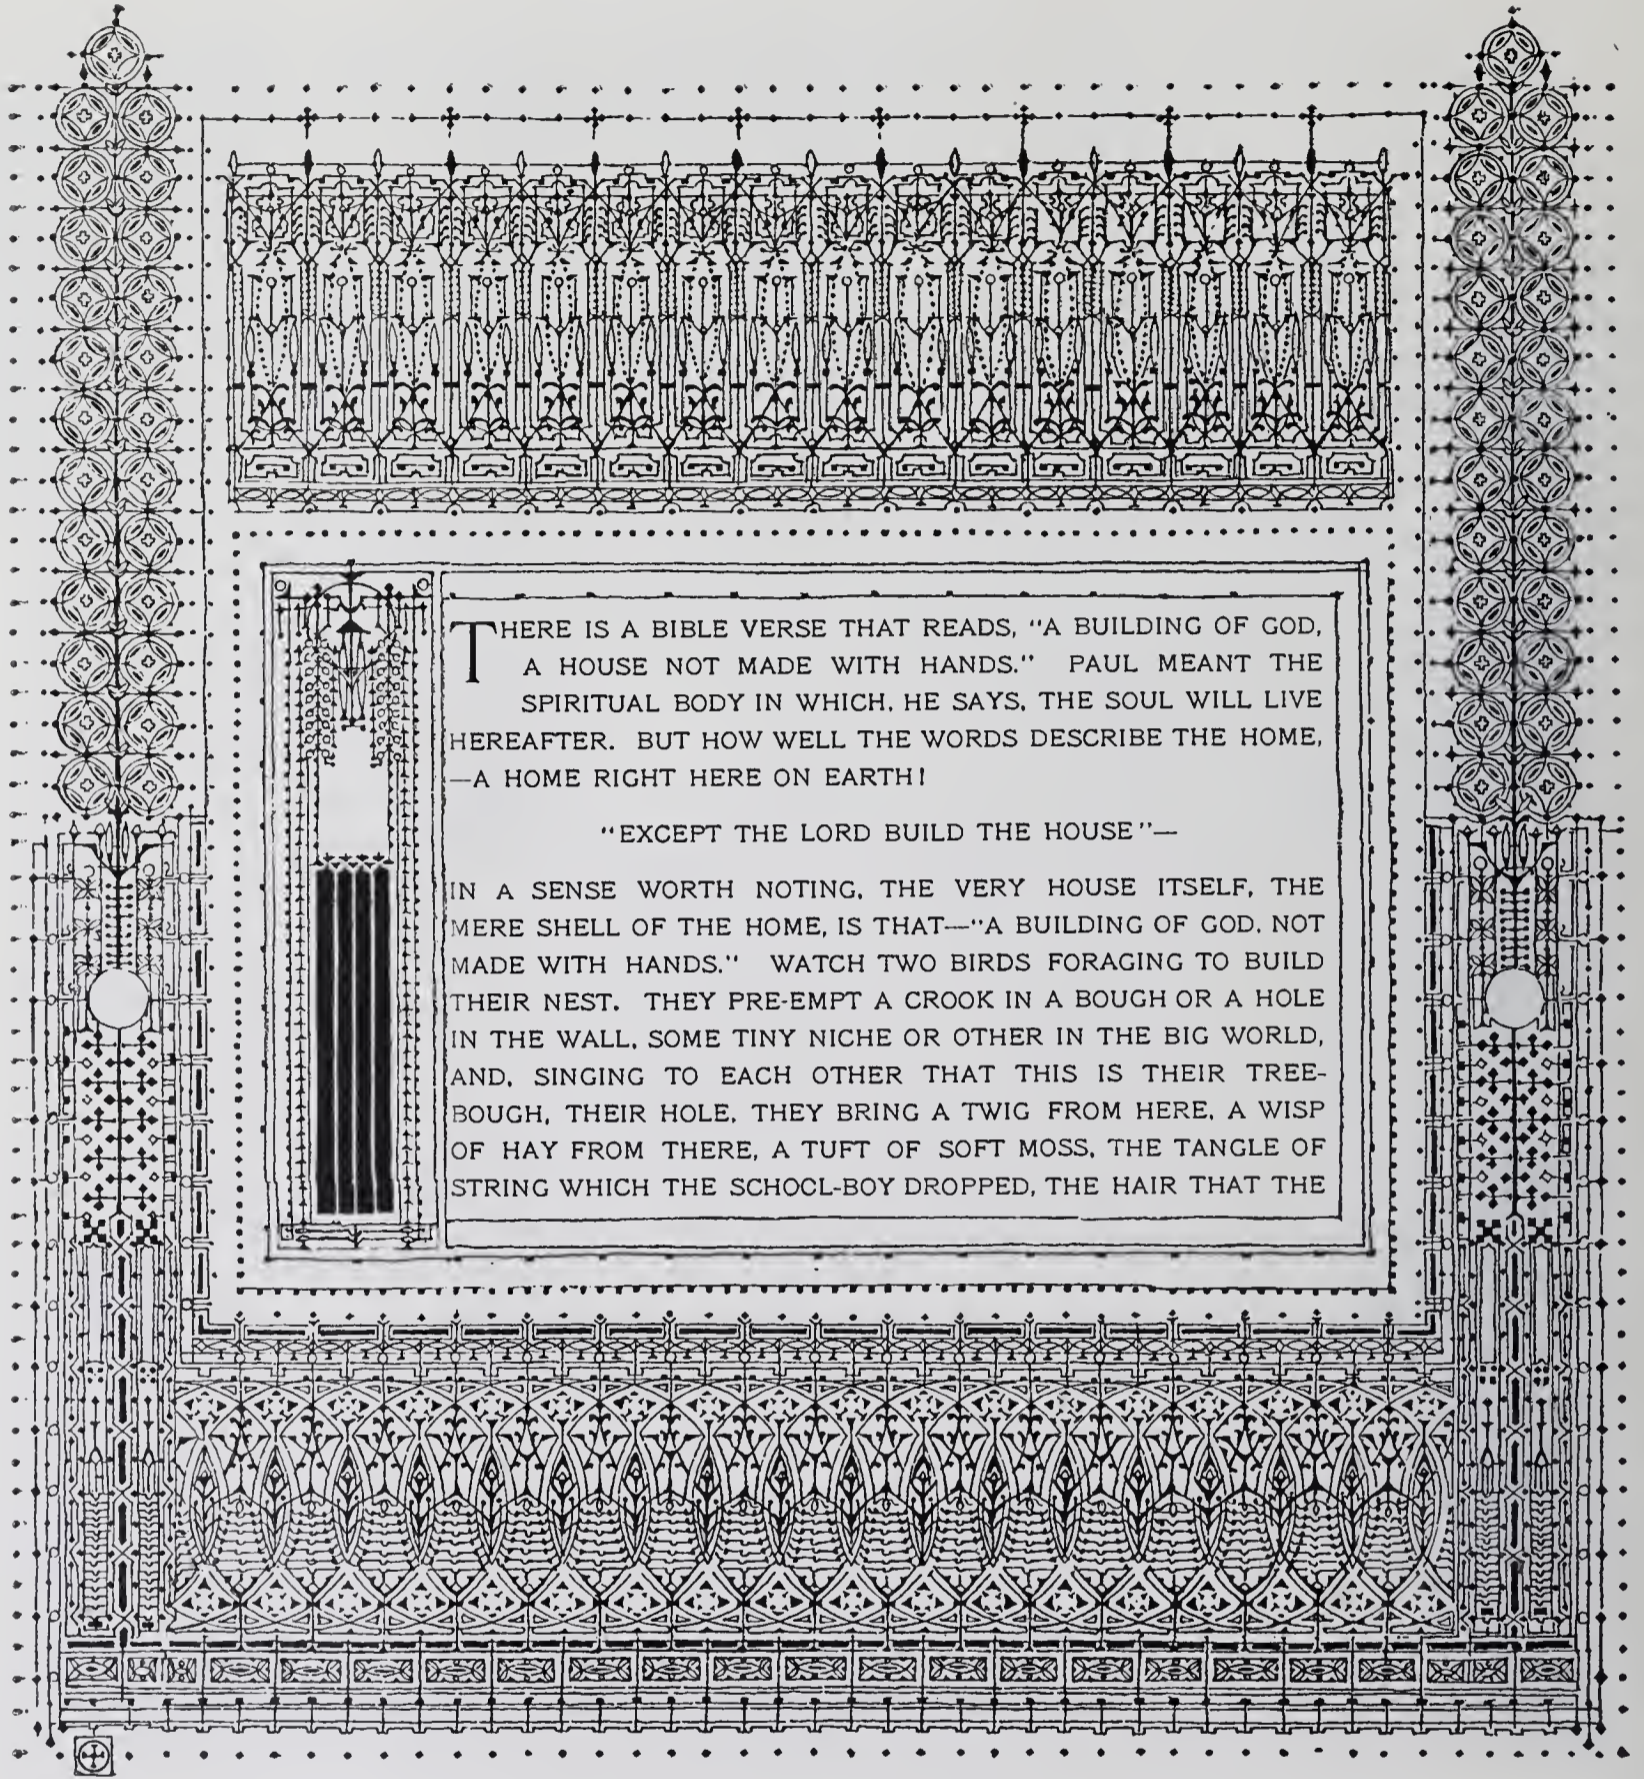 THERE IS A BIBLE VERSE THAT READS, "A BUILDING OF GOD,
A HOUSE NOT MADE WITH HANDS." PAUL MEANT THE
SPIRITUAL BODY IN WHICH, HE SAYS, THE SOUL WILL LIVE
HEREAFTER. BUT HOW WELL THE WORDS DESCRIBE THE HOME,
—A HOME RIGHT HERE ON EARTH!
"EXCEPT THE LORD BUILD THE HOUSE"—
IN A SENSE WORTH NOTING, THE VERY HOUSE ITSELF, THE
MERE SHELL OF THE HOME, IS THAT—"A BUILDING OF GOD, NOT
MADE WITH HANDS." WATCH TWO BIRDS FORAGING TO BUILD
THEIR NEST. THEY PRE-EMPT A CROOK IN A BOUGH OR A HOLE
IN THE WALL, SOME TINY NICHE OR OTHER IN THE BIG WORLD,
AND, SINGING TO EACH OTHER THAT THIS IS THEIR TREE-
BOUGH, THEIR HOLE, THEY BRING A TWIG FROM HERE, A WISP
OF HAY FROM THERE, A TUFT OF SOFT MOSS, THE TANGLE OF
STRING WHICH THE SCHOOL-BOY DROPPED, THE HAIR THAT THE